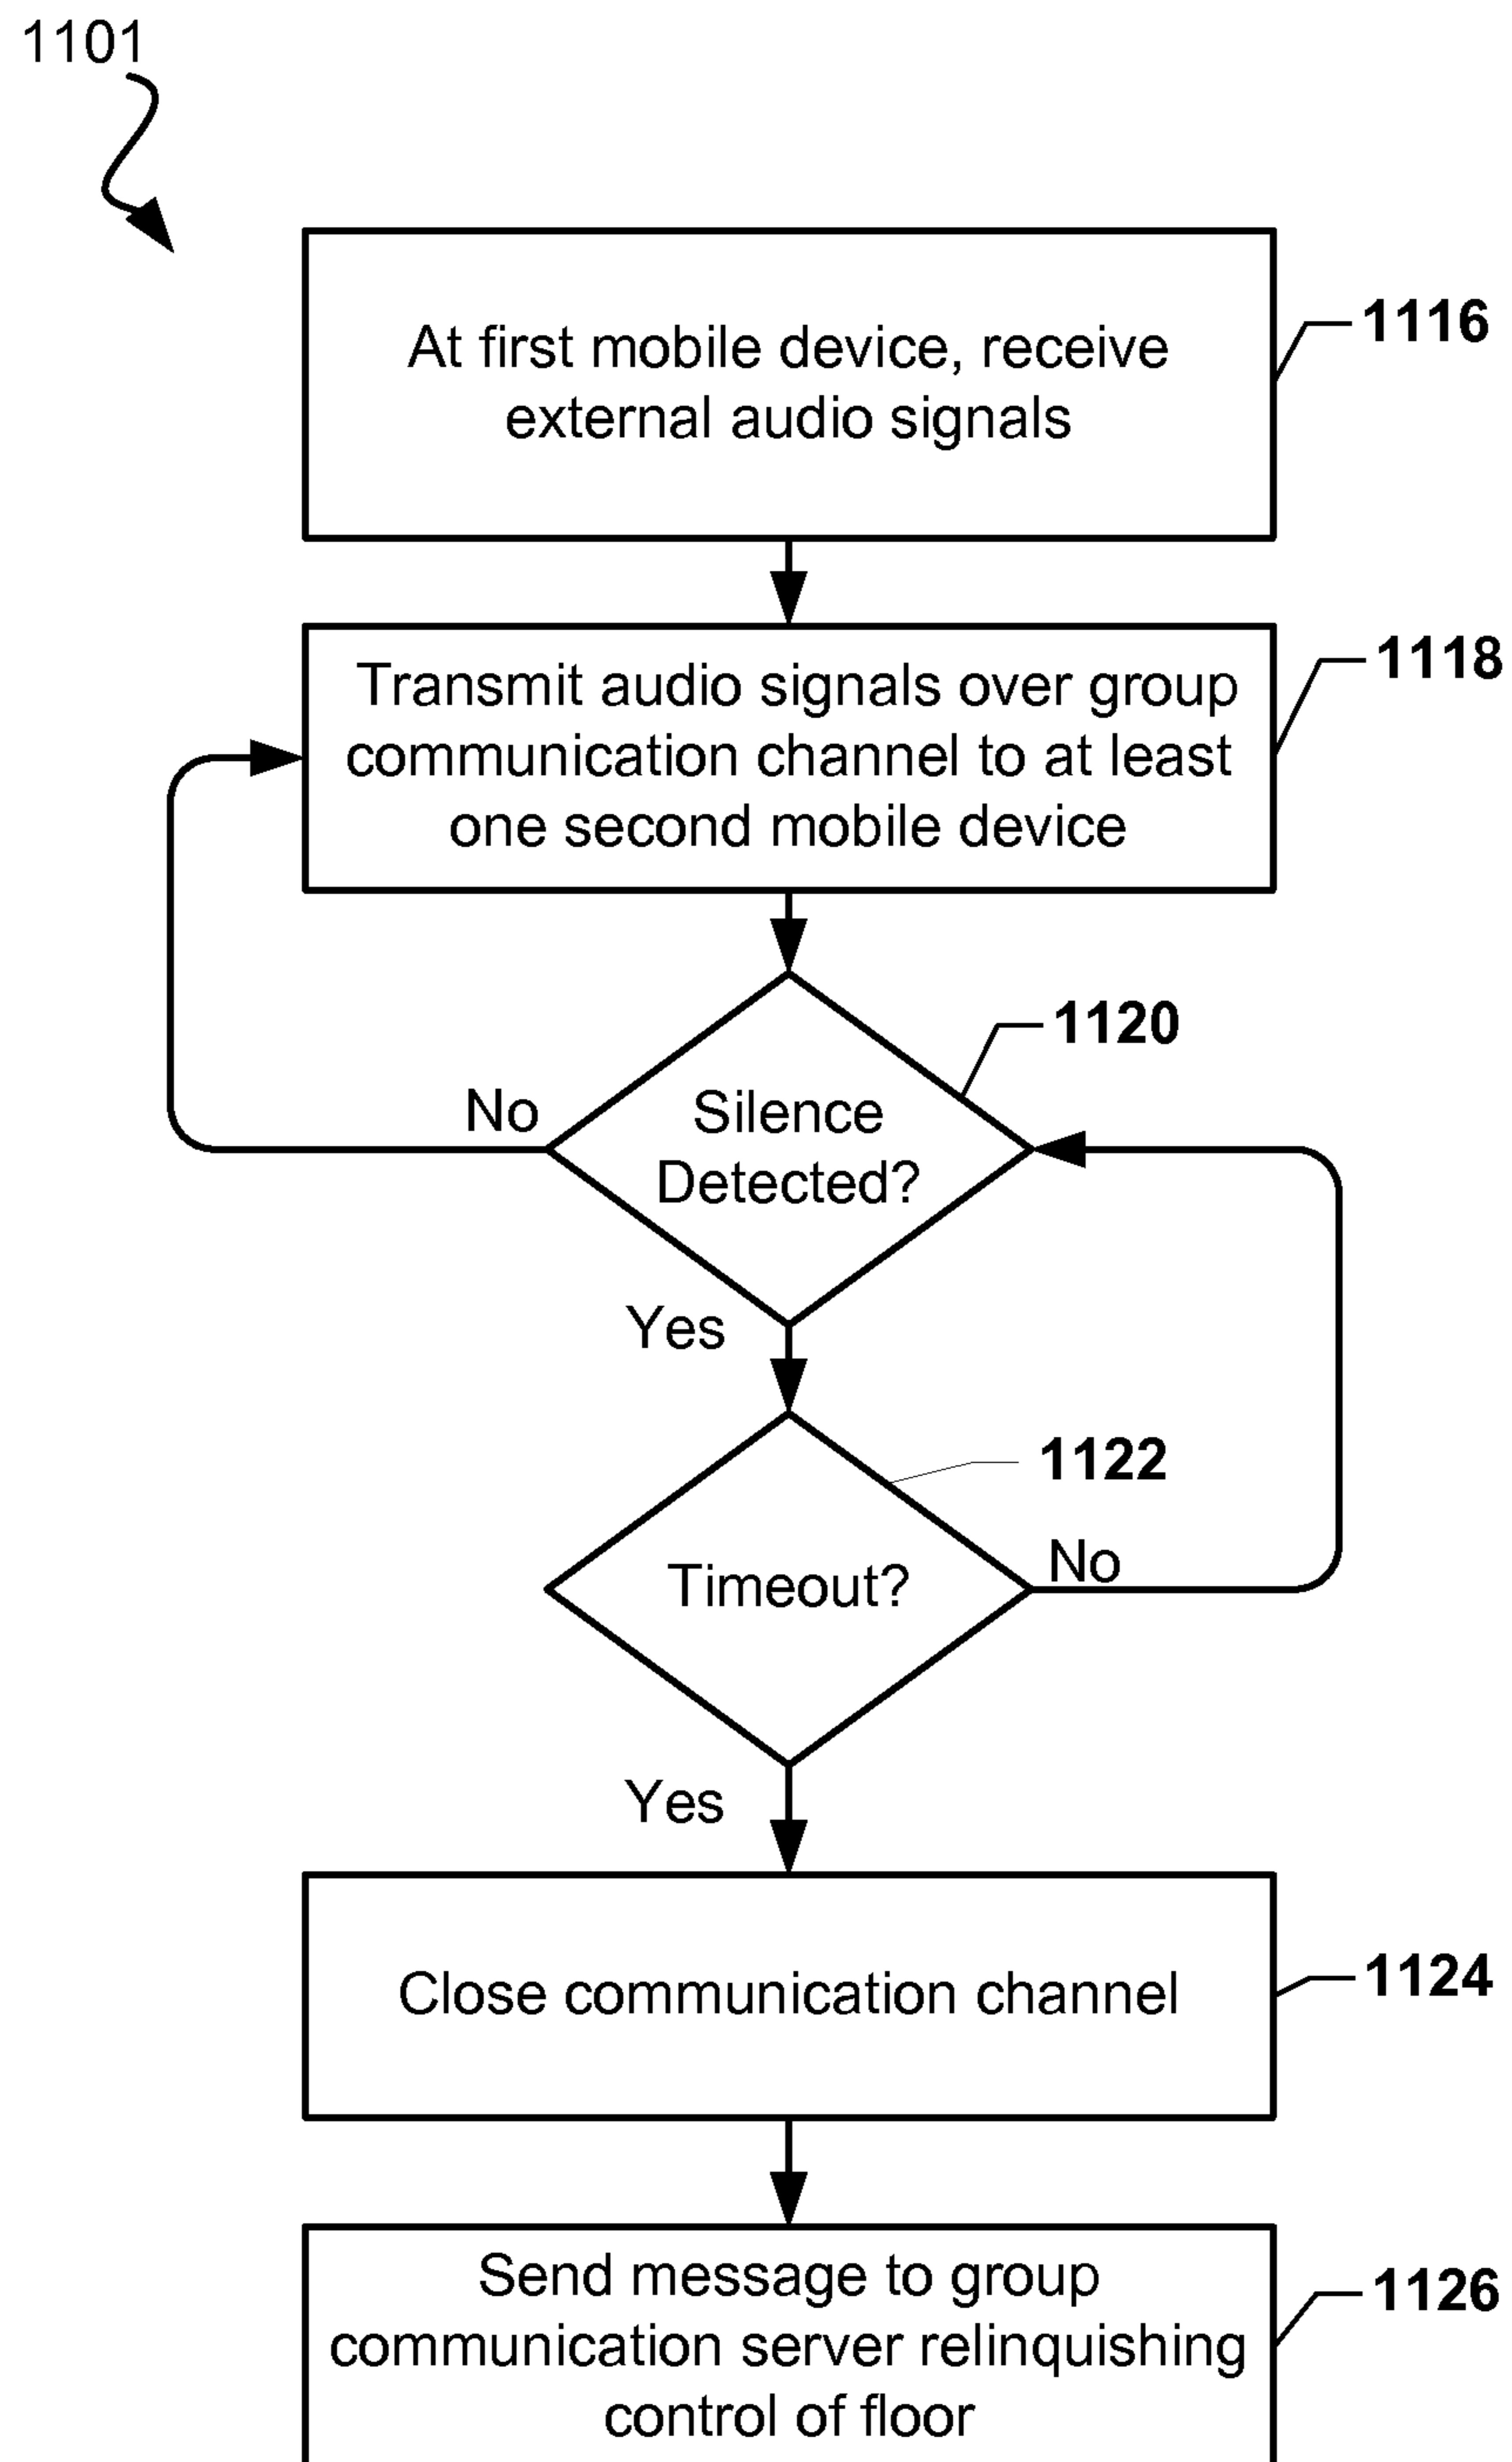 1101
At first mobile device, receive
external audio signals
1116
Transmit audio signals over group
communication channel to at least
one second mobile device
1118
Silence
Detected?
1120
No
Yes
Timeout?
1122
No
Yes
Close communication channel
1124
Send message to group
communication server relinquishing
control of floor
1126